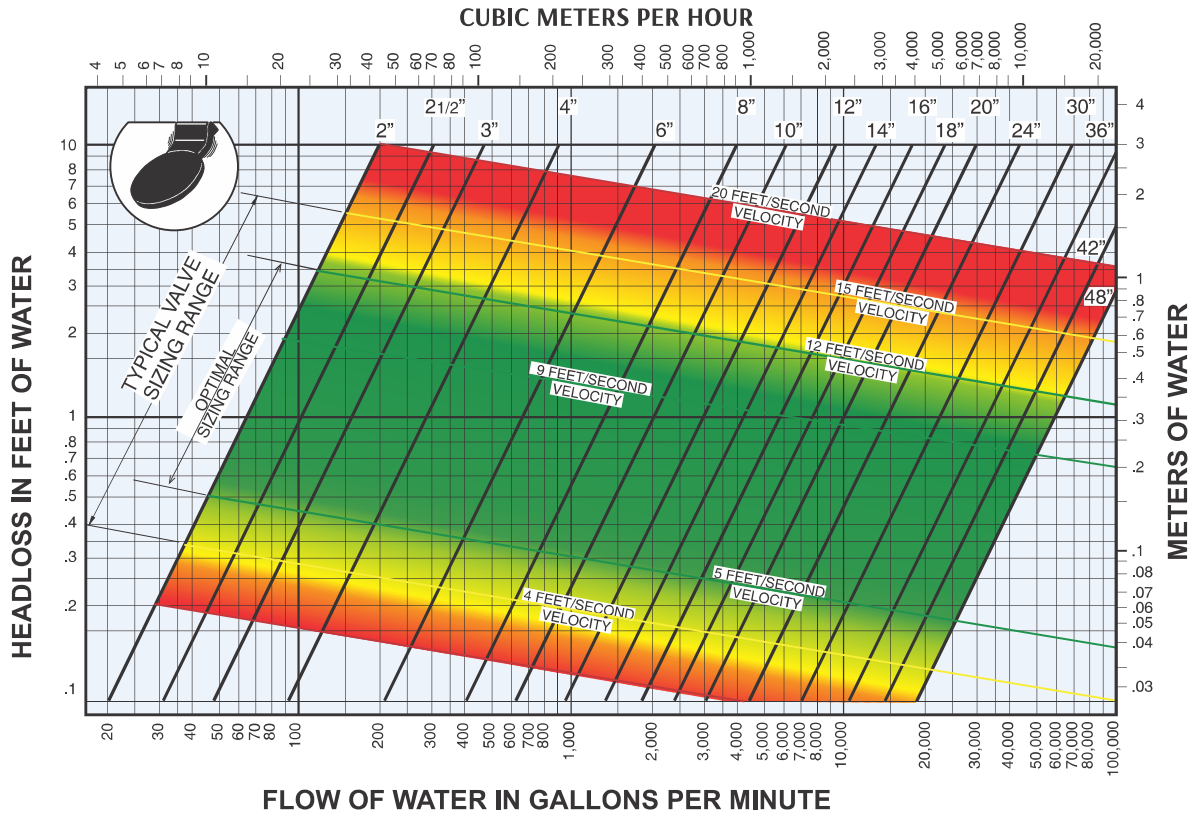 CUBIC METERS PER HOUR
4 5 6 7 8 10 20 30 40 50 60 70 80 100 200 300 400 500 600 700 800 1,000 2,000 3,000 4,000 5,000 6,000 7,000 8,000 10,000 20,000
2" 2 1/2" 3" 4" 6" 8" 10" 12" 14" 16" 18" 20" 24" 30" 36"
42"
48"
HEADLOSS IN FEET OF WATER
10
8
7
6
5
4
3
2
1
.8
.7
.6
.5
.4
.3
.2
.1
METERS OF WATER
4
3
2
1
.8
.7
.6
.5
.4
.3
.2
.1
.08
.07
.06
.05
.04
.03
TYPICAL VALVE
SIZING RANGE
OPTIMAL
SIZING RANGE
20 FEET/SECOND
VELOCITY
15 FEET/SECOND
VELOCITY
12 FEET/SECOND
VELOCITY
9 FEET/SECOND
VELOCITY
5 FEET/SECOND
VELOCITY
4 FEET/SECOND
VELOCITY
20 30 40 50 60 70 80 100 200 300 400 500 600 700 800 1,000 2,000 3,000 4,000 5,000 6,000 7,000 8,000 10,000 20,000 30,000 40,000 50,000 60,000 70,000 80,000 100,000
FLOW OF WATER IN GALLONS PER MINUTE